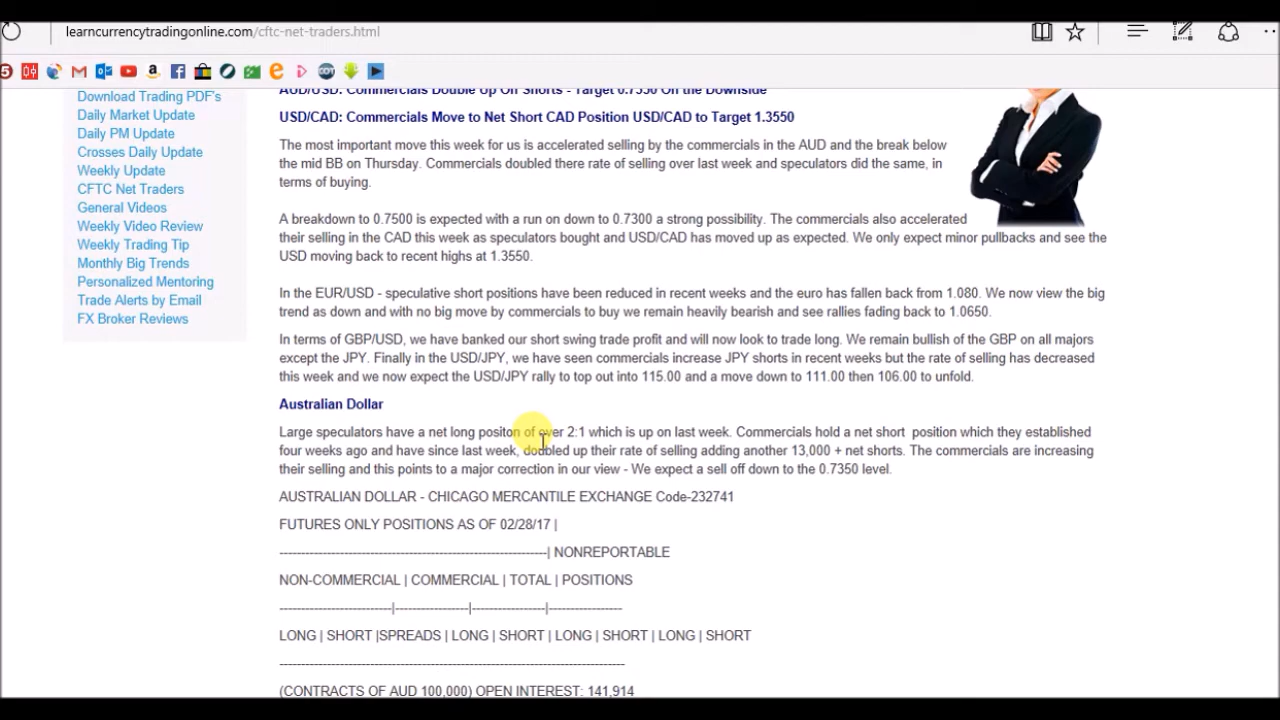 learncurrencytradingonline.com/cftc-net-traders.html
Download Trading PDF's
Daily Market Update
Daily PM Update
Crosses Daily Update
Weekly Update
CFTC Net Traders
General Videos
Weekly Video Review
Weekly Trading Tip
Monthly Big Trends
Personalized Mentoring
Trade Alerts by Email
FX Broker Reviews
AUD/USD: Commercials Double Up On Shorts - Target 0.7350 On the Downside
USD/CAD: Commercials Move to Net Short CAD Position USD/CAD to Target 1.3550
The most important move this week for us is accelerated selling by the commercials in the AUD and the break below
the mid BB on Thursday. Commercials doubled there rate of selling over last week and speculators did the same, in
terms of buying.
A breakdown to 0.7500 is expected with a run on down to 0.7300 a strong possibility. The commercials also accelerated
their selling in the CAD this week as speculators bought and USD/CAD has moved up as expected. We only expect minor pullbacks and see the
USD moving back to recent highs at 1.3550.
In the EUR/USD - speculative short positions have been reduced in recent weeks and the euro has fallen back from 1.080. We now view the big
trend as down and with no big move by commercials to buy we remain heavily bearish and see rallies fading back to 1.0650.
In terms of GBP/USD, we have banked our short swing trade profit and will now look to trade long. We remain bullish of the GBP on all majors
except the JPY. Finally in the USD/JPY, we have seen commercials increase JPY shorts in recent weeks but the rate of selling has decreased
this week and we now expect the USD/JPY rally to top out into 115.00 and a move down to 111.00 then 106.00 to unfold.
Australian Dollar
Large speculators have a net long positon of over 2:1 which is up on last week. Commercials hold a net short position which they established
four weeks ago and have since last week, doubled up their rate of selling adding another 13,000 + net shorts. The commercials are increasing
their selling and this points to a major correction in our view - We expect a sell off down to the 0.7350 level.
AUSTRALIAN DOLLAR - CHICAGO MERCANTILE EXCHANGE Code-232741
FUTURES ONLY POSITIONS AS OF 02/28/17 |
--------------------------------------------------------------| NONREPORTABLE
NON-COMMERCIAL | COMMERCIAL | TOTAL | POSITIONS
--------------------------|-----------------|-----------------|-----------------
LONG | SHORT |SPREADS | LONG | SHORT | LONG | SHORT | LONG | SHORT
--------------------------------------------------------------------------------
(CONTRACTS OF AUD 100,000) OPEN INTEREST: 141,914